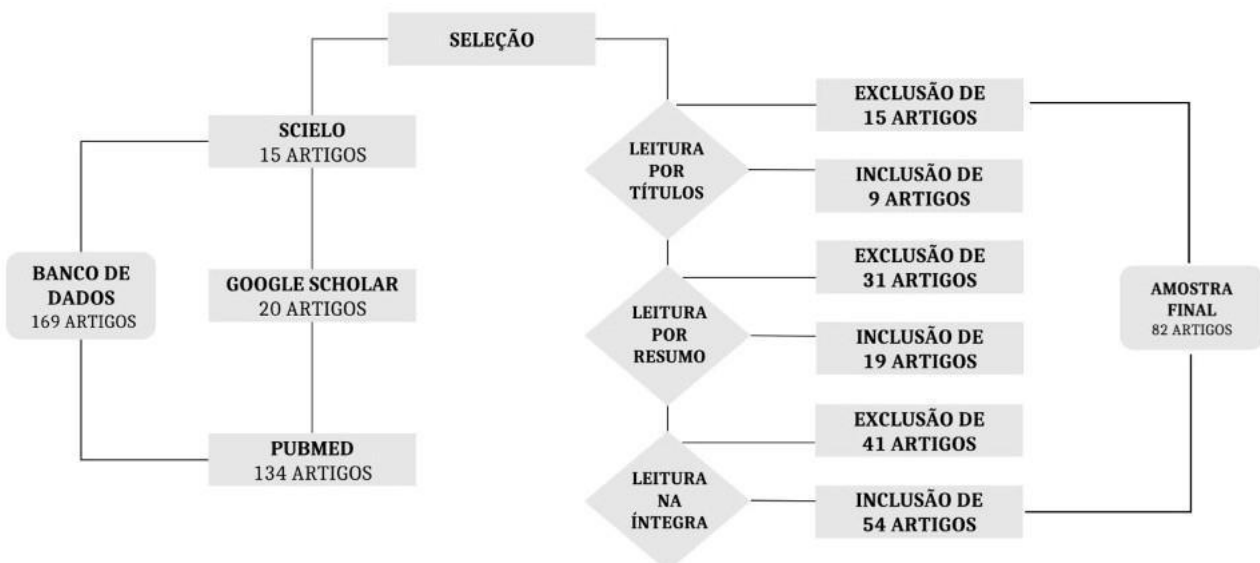 SELEÇÃO
SCIELO
15 ARTIGOS
BANCO DE
DADOS
169 ARTIGOS
GOOGLE SCHOLAR
20 ARTIGOS
PUBMED
134 ARTIGOS
LEITURA
POR
TÍTULOS
EXCLUSÃO DE
15 ARTIGOS
INCLUSÃO DE
9 ARTIGOS
LEITURA
POR
RESUMO
EXCLUSÃO DE
31 ARTIGOS
INCLUSÃO DE
19 ARTIGOS
LEITURA
NA
ÍNTEGRA
EXCLUSÃO DE
41 ARTIGOS
INCLUSÃO DE
54 ARTIGOS
AMOSTRA
FINAL
82 ARTIGOS